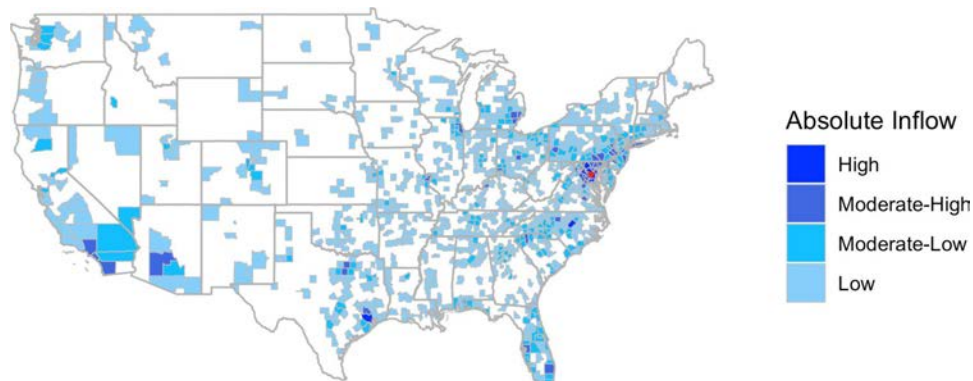 Absolute Inflow
High
Moderate-High
Moderate-Low
Low